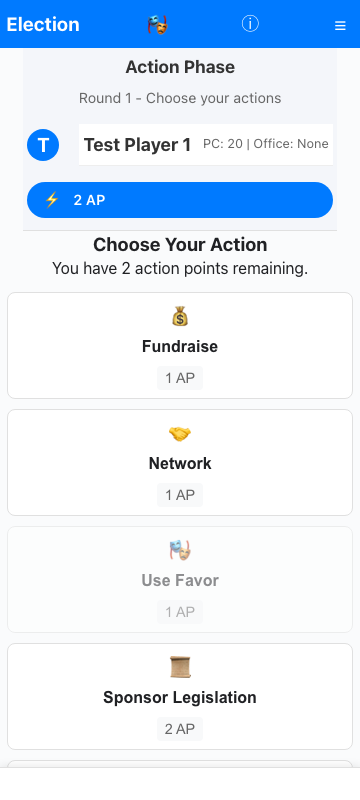 Election
Action Phase
Round 1 - Choose your actions
T
Test Player 1
PC: 20 | Office: None
2 AP
Choose Your Action
You have 2 action points remaining.
Fundraise
1 AP
Network
1 AP
Use Favor
1 AP
Sponsor Legislation
2 AP